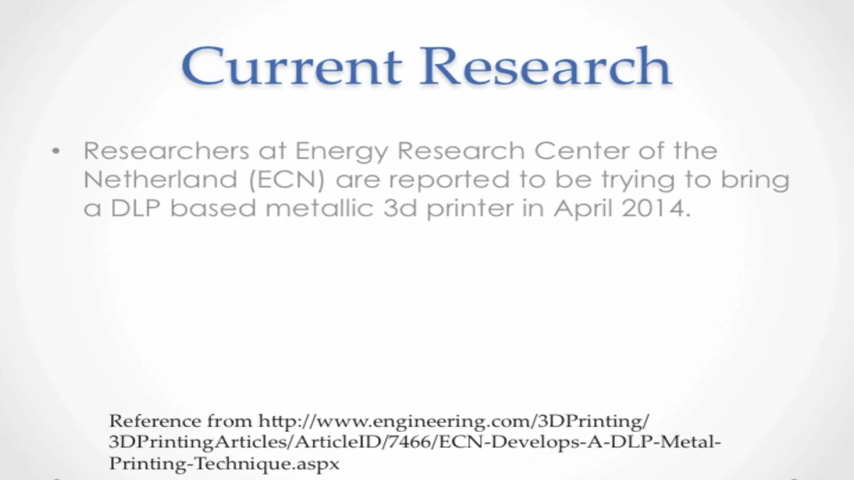 Current Research
• Researchers at Energy Research Center of the
Netherland (ECN) are reported to be trying to bring
a DLP based metallic 3d printer in April 2014.
Reference from http://www.engineering.com/3DPrinting/
3DPrintingArticles/ArticleID/7466/ECN-Develops-A-DLP-Metal-
Printing-Technique.aspx